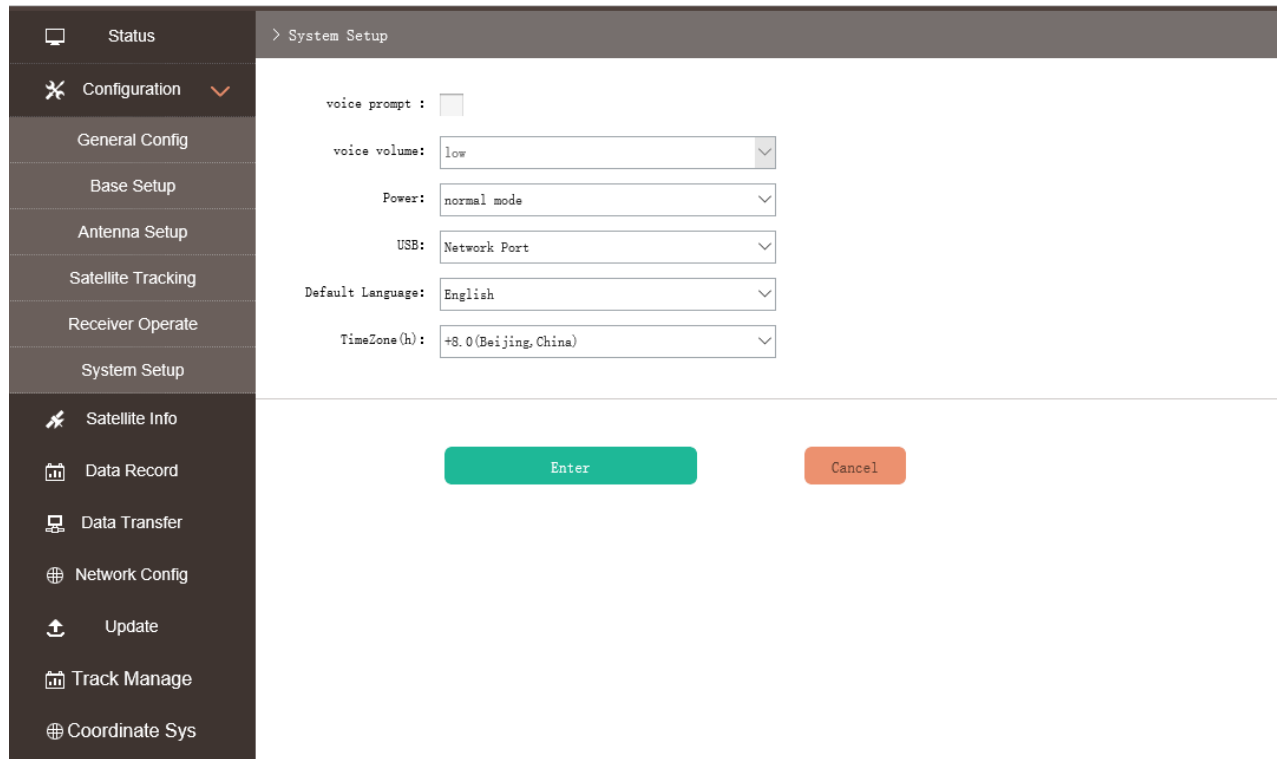 Status
Configuration
General Config
Base Setup
Antenna Setup
Satellite Tracking
Receiver Operate
System Setup
Satellite Info
Data Record
Data Transfer
Network Config
Update
Track Manage
Coordinate Sys
> System Setup
voice prompt :
voice volume: low
Power: normal mode
USB: Network Port
Default Language: English
TimeZone(h): +8.0(Beijing,China)
Enter
Cancel